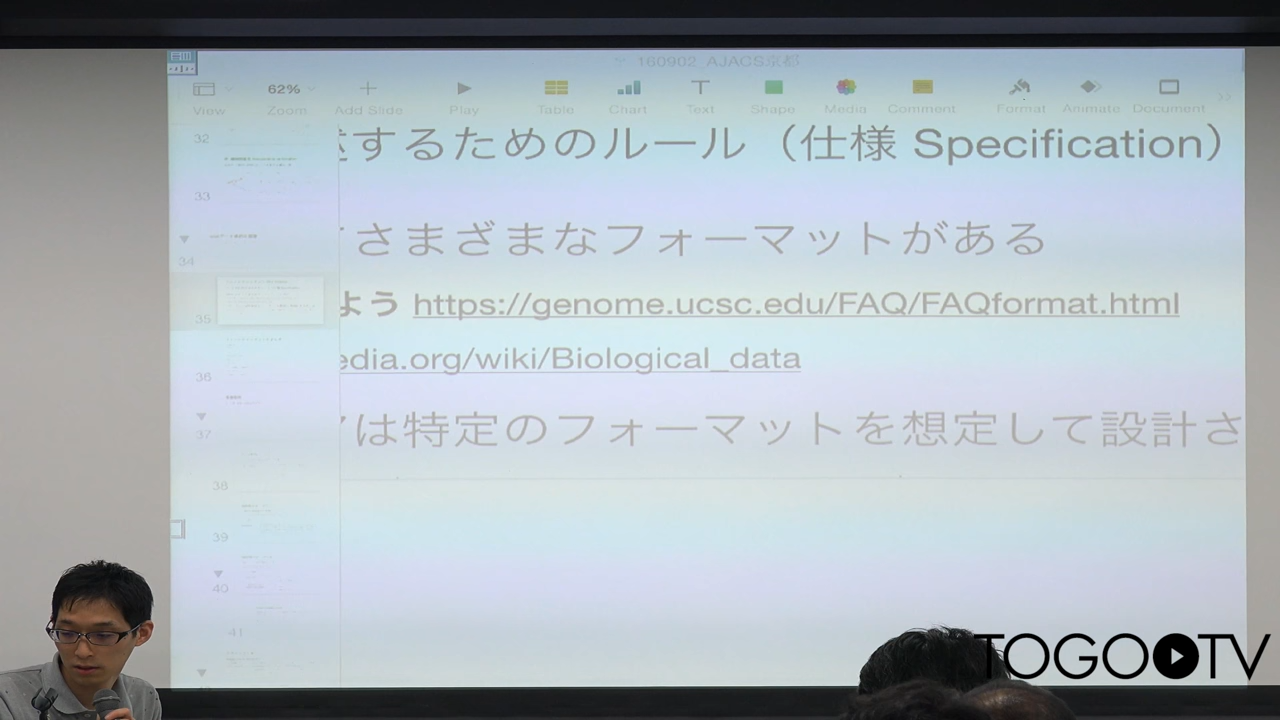 160902_AJACS京都
62%
View Zoom Add Slide Play Table Chart Text Shape Media Comment Format Animate Document
32
するためのルール（仕様 Specification）
33
さまざまなフォーマットがある
34
よう https://genome.ucsc.edu/FAQ/FAQformat.html
35
edia.org/wiki/Biological_data
36
は特定のフォーマットを想定して設計さ
37
38
39
40
41
TOGOTV